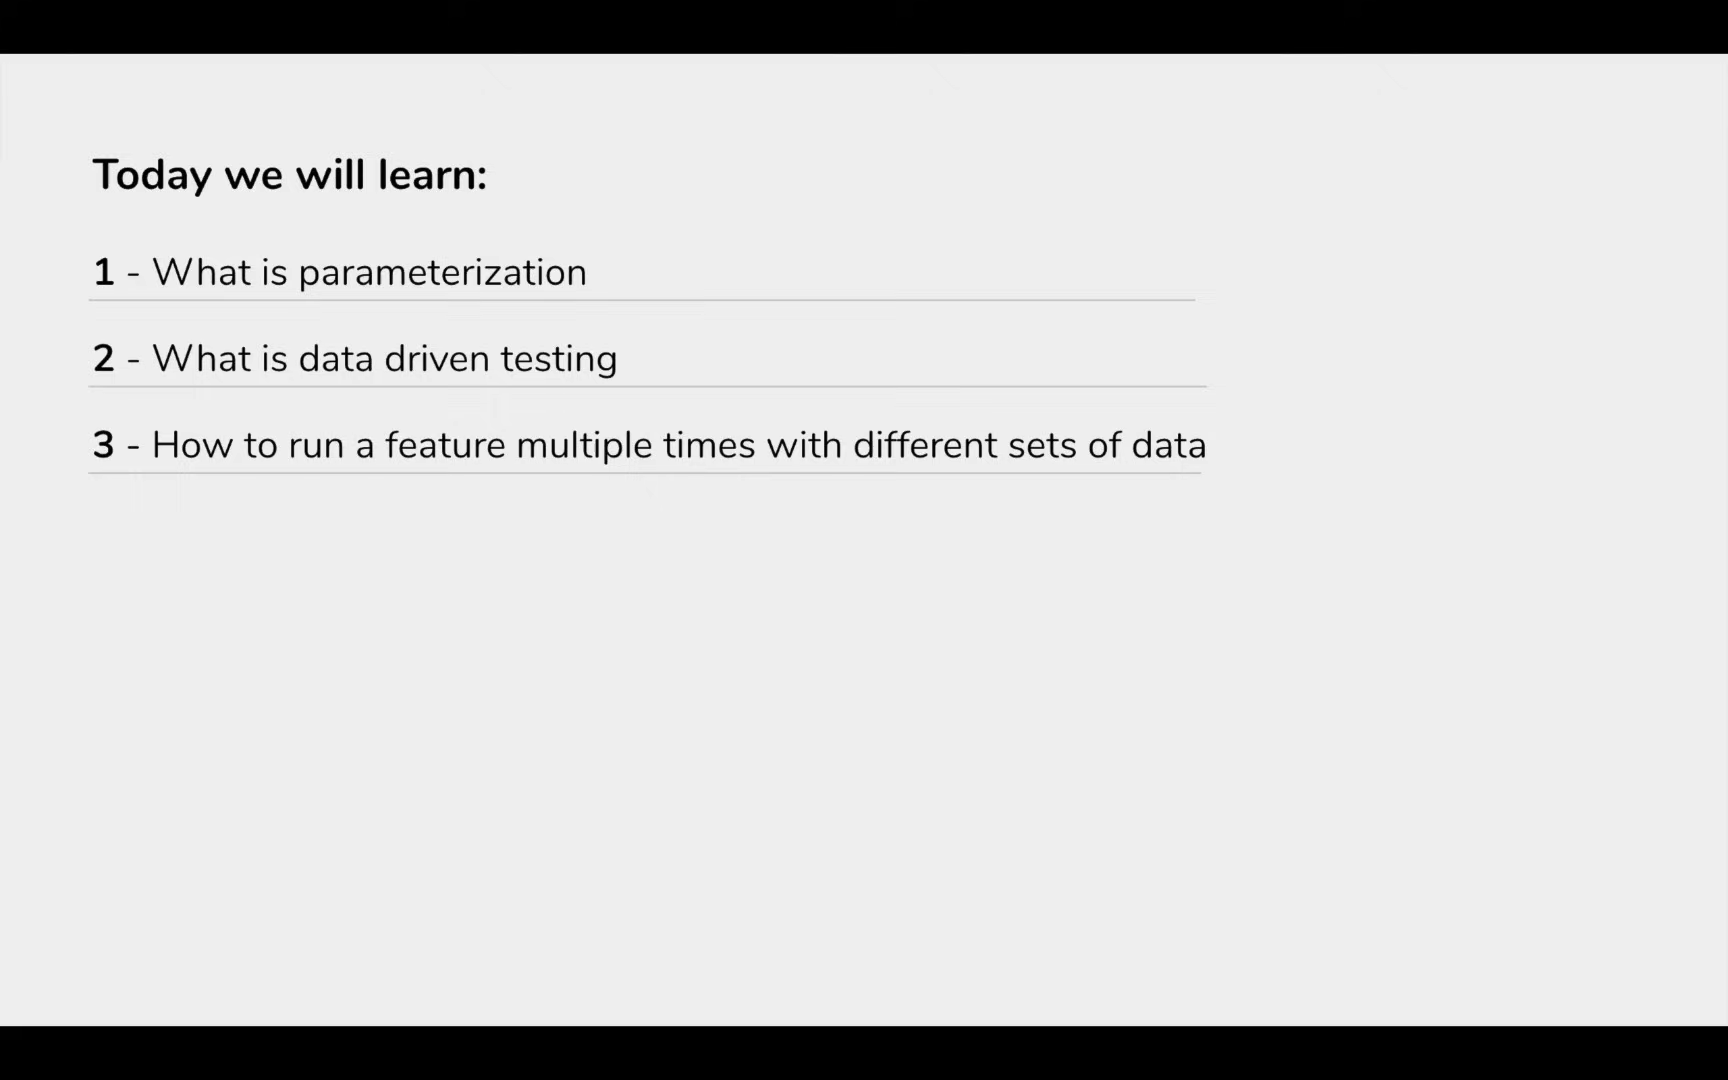 Today we will learn:
1 - What is parameterization
2 - What is data driven testing
3 - How to run a feature multiple times with different sets of data